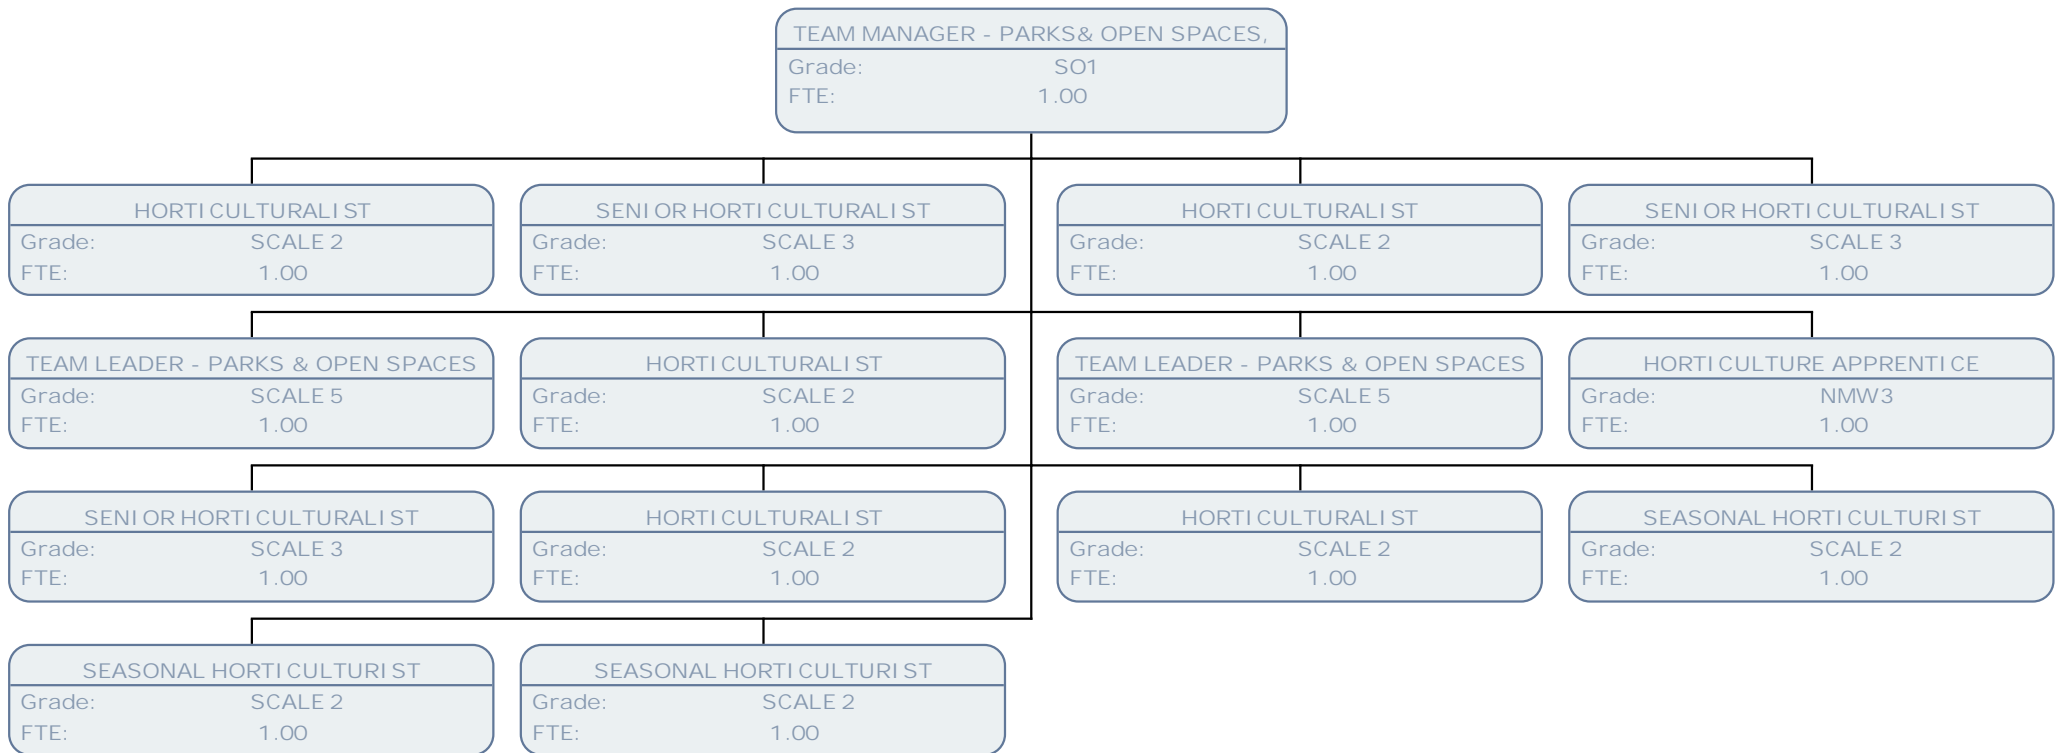 TEAM MANAGER - PARKS& OPEN SPACES,
Grade: SO1
FTE: 1.00
HORTICULTURALIST
Grade: SCALE 2
FTE: 1.00
SENIOR HORTICULTURALIST
Grade: SCALE 3
FTE: 1.00
HORTICULTURALIST
Grade: SCALE 2
FTE: 1.00
SENIOR HORTICULTURALIST
Grade: SCALE 3
FTE: 1.00
TEAM LEADER - PARKS & OPEN SPACES
Grade: SCALE 5
FTE: 1.00
HORTICULTURALIST
Grade: SCALE 2
FTE: 1.00
TEAM LEADER - PARKS & OPEN SPACES
Grade: SCALE 5
FTE: 1.00
HORTICULTURE APPRENTICE
Grade: NMW3
FTE: 1.00
SENIOR HORTICULTURALIST
Grade: SCALE 3
FTE: 1.00
HORTICULTURALIST
Grade: SCALE 2
FTE: 1.00
HORTICULTURALIST
Grade: SCALE 2
FTE: 1.00
SEASONAL HORTICULTURIST
Grade: SCALE 2
FTE: 1.00
SEASONAL HORTICULTURIST
Grade: SCALE 2
FTE: 1.00
SEASONAL HORTICULTURIST
Grade: SCALE 2
FTE: 1.00